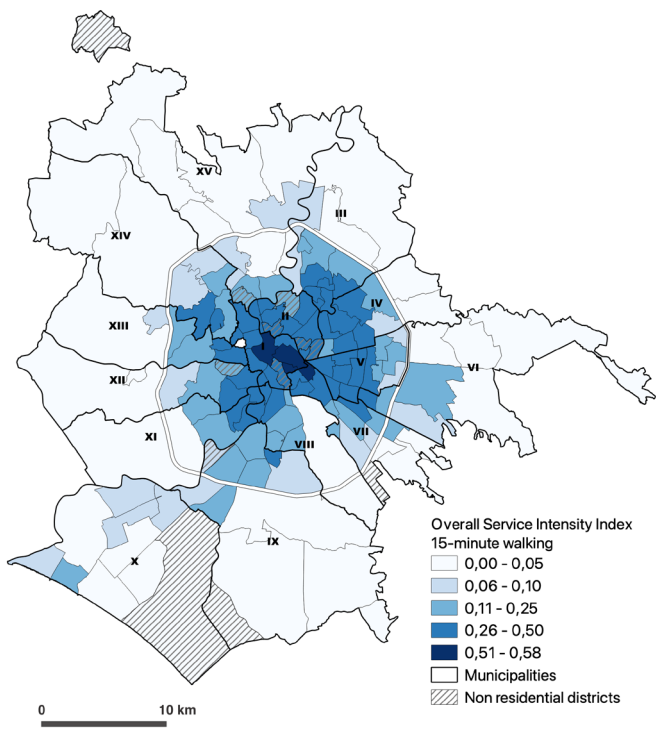 XV
III
XIV
IV
XIII
II
I
VI
V
XII
XI
VIII
VII
IX
X
Overall Service Intensity Index
15-minute walking
0,00 - 0,05
0,06 - 0,10
0,11 - 0,25
0,26 - 0,50
0,51 - 0,58
Municipalities
Non residential districts
0 10 km